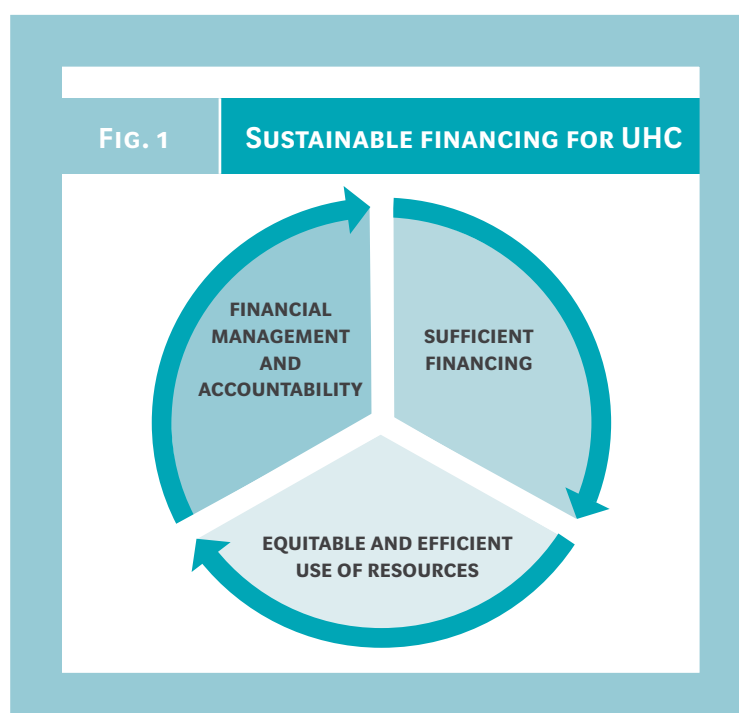 Fig. 1
Sustainable financing for UHC
FINANCIAL
MANAGEMENT
AND
ACCOUNTABILITY
SUFFICIENT
FINANCING
EQUITABLE AND EFFICIENT
USE OF RESOURCES